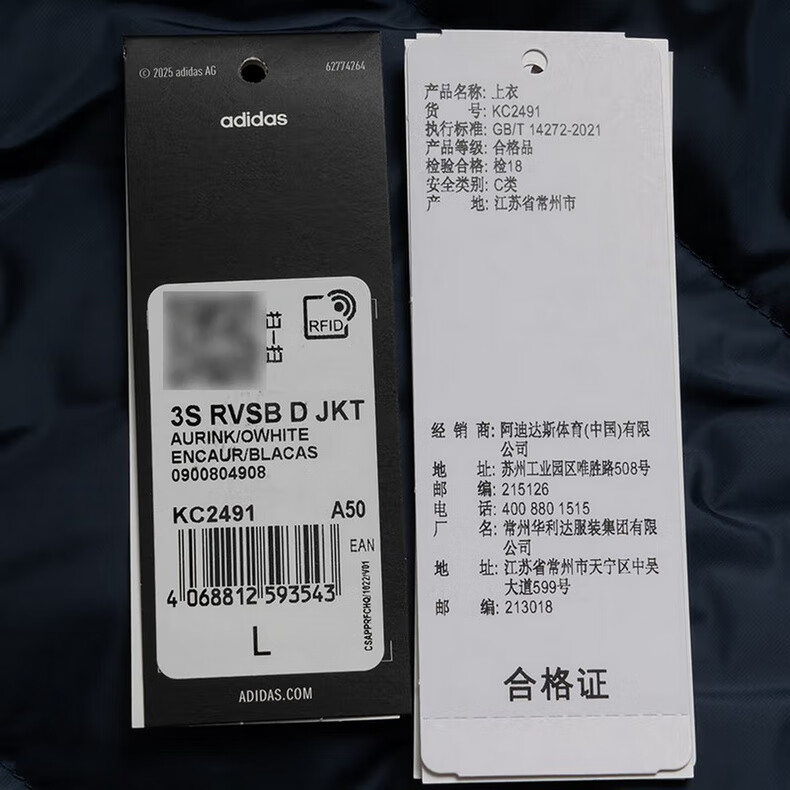 © 2025 adidas AG
62774264
adidas
RFID
3S RVSB D JKT
AURINK/OWHITE
ENCAUR/BLACAS
0900804908
KC2491 A50
EAN
4 068812 593543
CSAPPRFCHQ/1022/V01
L
ADIDAS.COM
产品名称: 上衣
货 号: KC2491
执行标准: GB/T 14272-2021
产品等级: 合格品
检验合格: 检18
安全类别: C类
产 地: 江苏省常州市
经 销 商: 阿迪达斯体育(中国)有限
公司
地 址: 苏州工业园区唯胜路508号
邮 编: 215126
电 话: 400 880 1515
厂 名: 常州华利达服装集团有限
公司
地 址: 江苏省常州市天宁区中吴
大道599号
邮 编: 213018
合格证